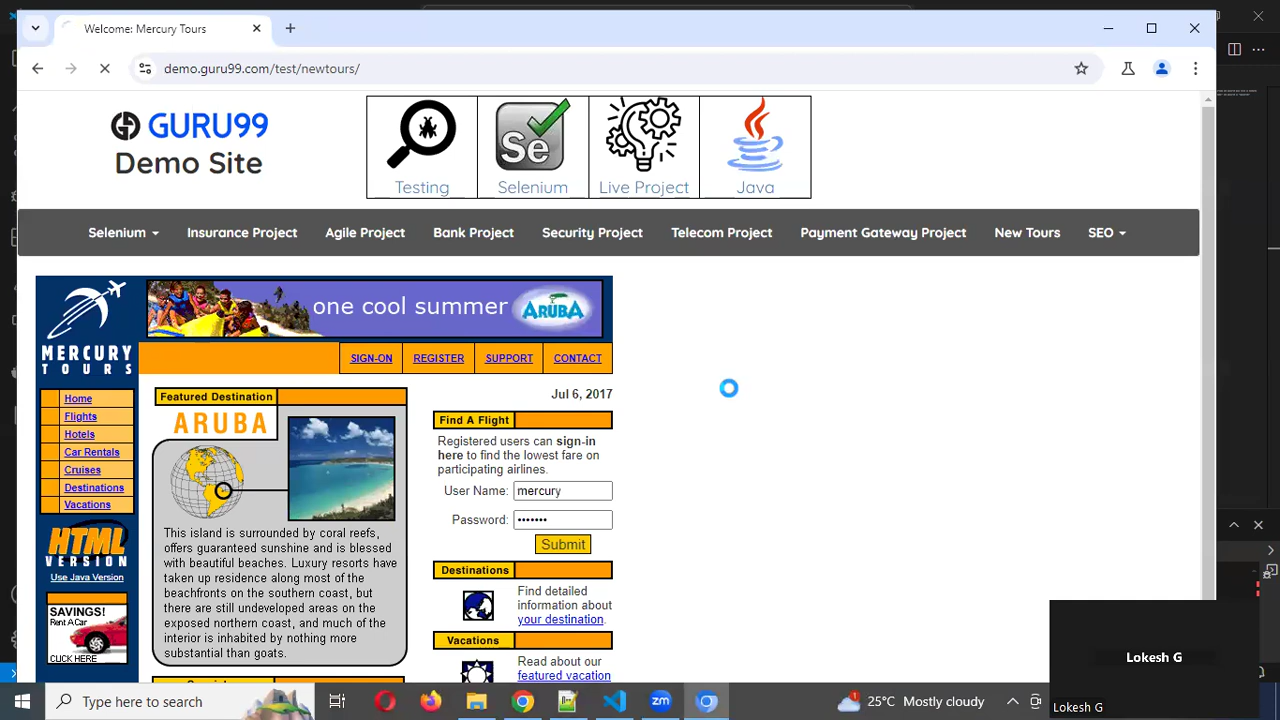 Welcome: Mercury Tours
demo.guru99.com/test/newtours/
GURU99
Demo Site
Testing
Se
Selenium
Live Project
Java
Selenium
Insurance Project
Agile Project
Bank Project
Security Project
Telecom Project
Payment Gateway Project
New Tours
SEO
one cool summer
ARUBA
MERCURY
TOURS
SIGN-ON
REGISTER
SUPPORT
CONTACT
Home
Flights
Hotels
Car Rentals
Cruises
Destinations
Vacations
HTML
VERSION
Use Java Version
SAVINGS!
Rent A Car
CLICK HERE
Featured Destination
ARUBA
This island is surrounded by coral reefs,
offers guaranteed sunshine and is blessed
with beautiful beaches. Luxury resorts have
taken up residence along most of the
beachfronts on the southern coast, but
there are still undeveloped areas on the
exposed northern coast, and much of the
interior is inhabited by nothing more
substantial than goats.
Jul 6, 2017
Find A Flight
Registered users can sign-in
here to find the lowest fare on
participating airlines.
User Name: mercury
Password: •••••••
Submit
Destinations
Find detailed
information about
your destination.
Vacations
Read about our
featured vacation
Lokesh G
Lokesh G
Type here to search
zm
25°C Mostly cloudy